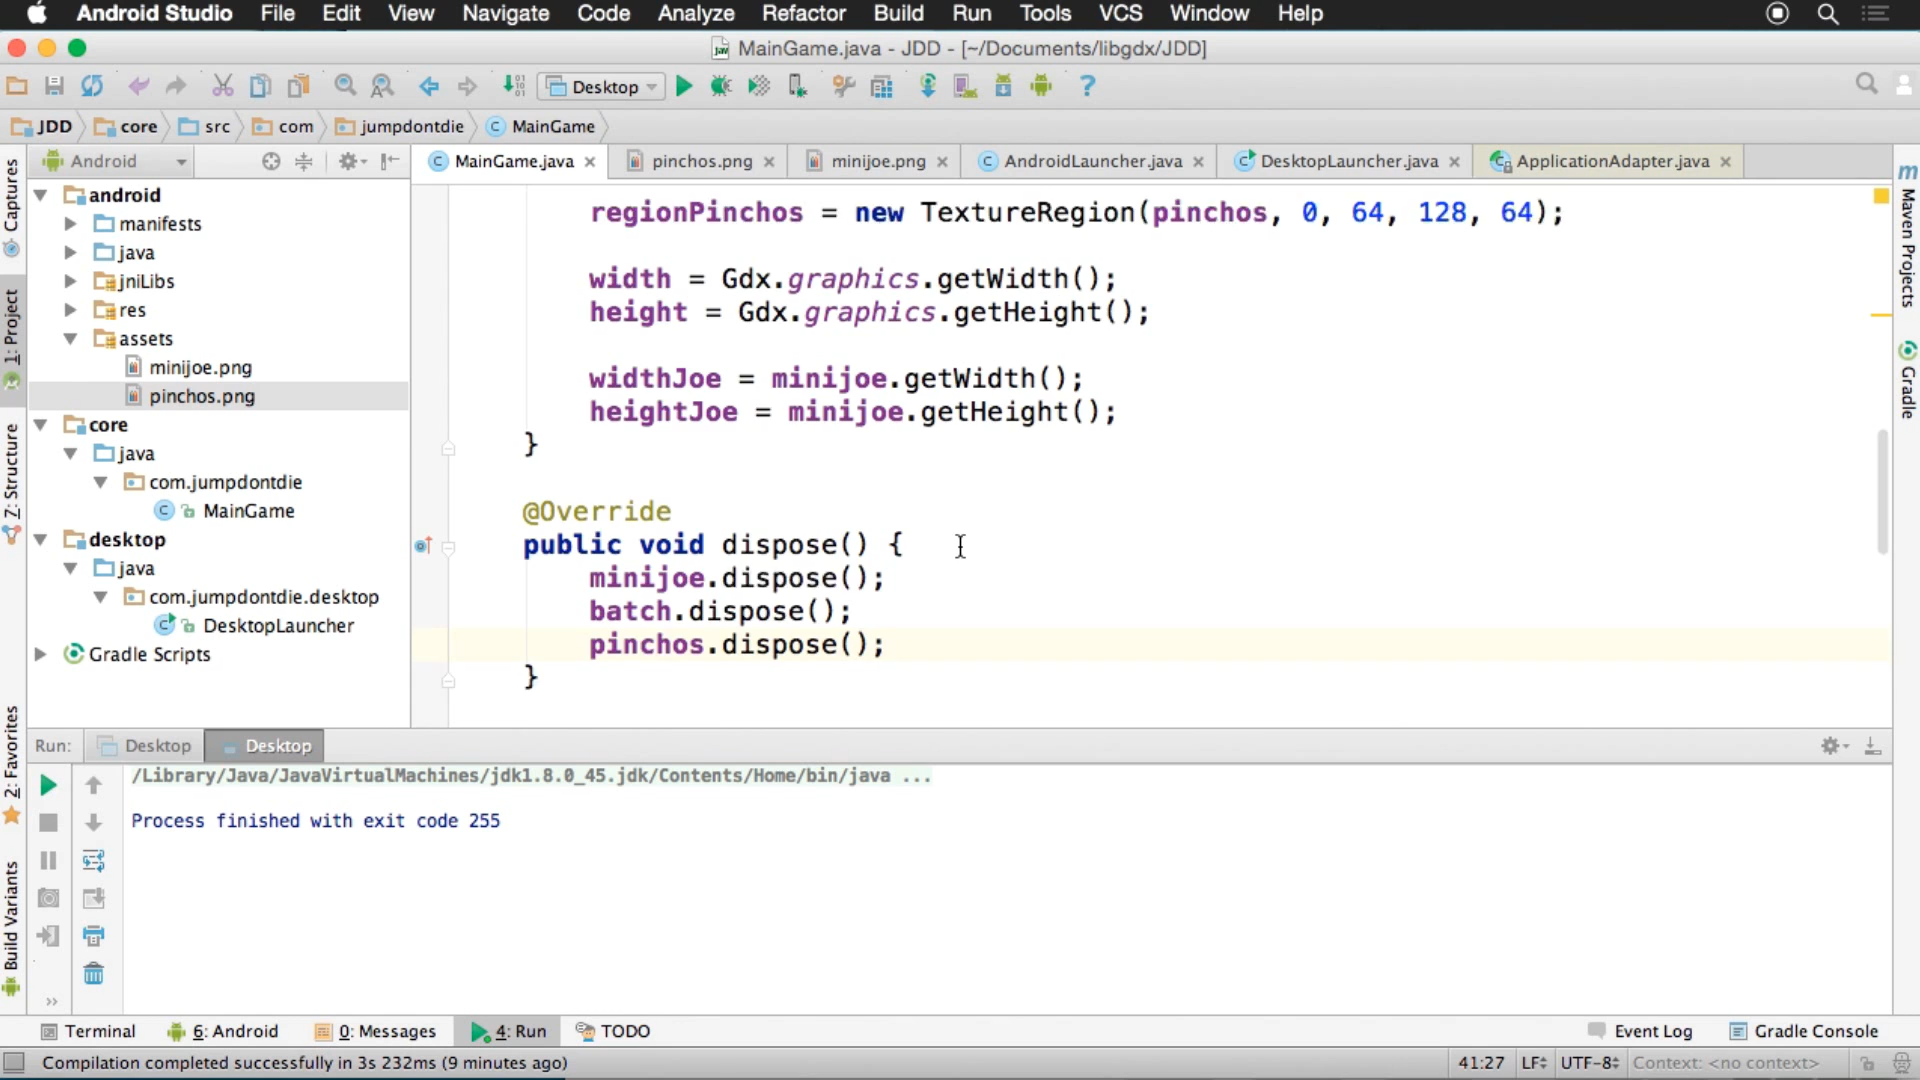 Android Studio File Edit View Navigate Code Analyze Refactor Build Run Tools VCS Window Help
MainGame.java - JDD - [~/Documents/libgdx/JDD]
Desktop
JDD core src com jumpdontdie MainGame
Android
MainGame.java pinchos.png minijoe.png AndroidLauncher.java DesktopLauncher.java ApplicationAdapter.java
Captures
1: Project
Z: Structure
2: Favorites
Build Variants
android
manifests
java
jniLibs
res
assets
minijoe.png
pinchos.png
core
java
com.jumpdontdie
MainGame
desktop
java
com.jumpdontdie.desktop
DesktopLauncher
Gradle Scripts
regionPinchos = new TextureRegion(pinchos, 0, 64, 128, 64);
width = Gdx.graphics.getWidth();
height = Gdx.graphics.getHeight();
widthJoe = minijoe.getWidth();
heightJoe = minijoe.getHeight();
}
@Override
public void dispose() {
minijoe.dispose();
batch.dispose();
pinchos.dispose();
}
Maven Projects
Gradle
Run: Desktop Desktop
/Library/Java/JavaVirtualMachines/jdk1.8.0_45.jdk/Contents/Home/bin/java ...
Process finished with exit code 255
Terminal 6: Android 0: Messages 4: Run TODO Event Log Gradle Console
Compilation completed successfully in 3s 232ms (9 minutes ago) 41:27 LF UTF-8 Context: <no context>